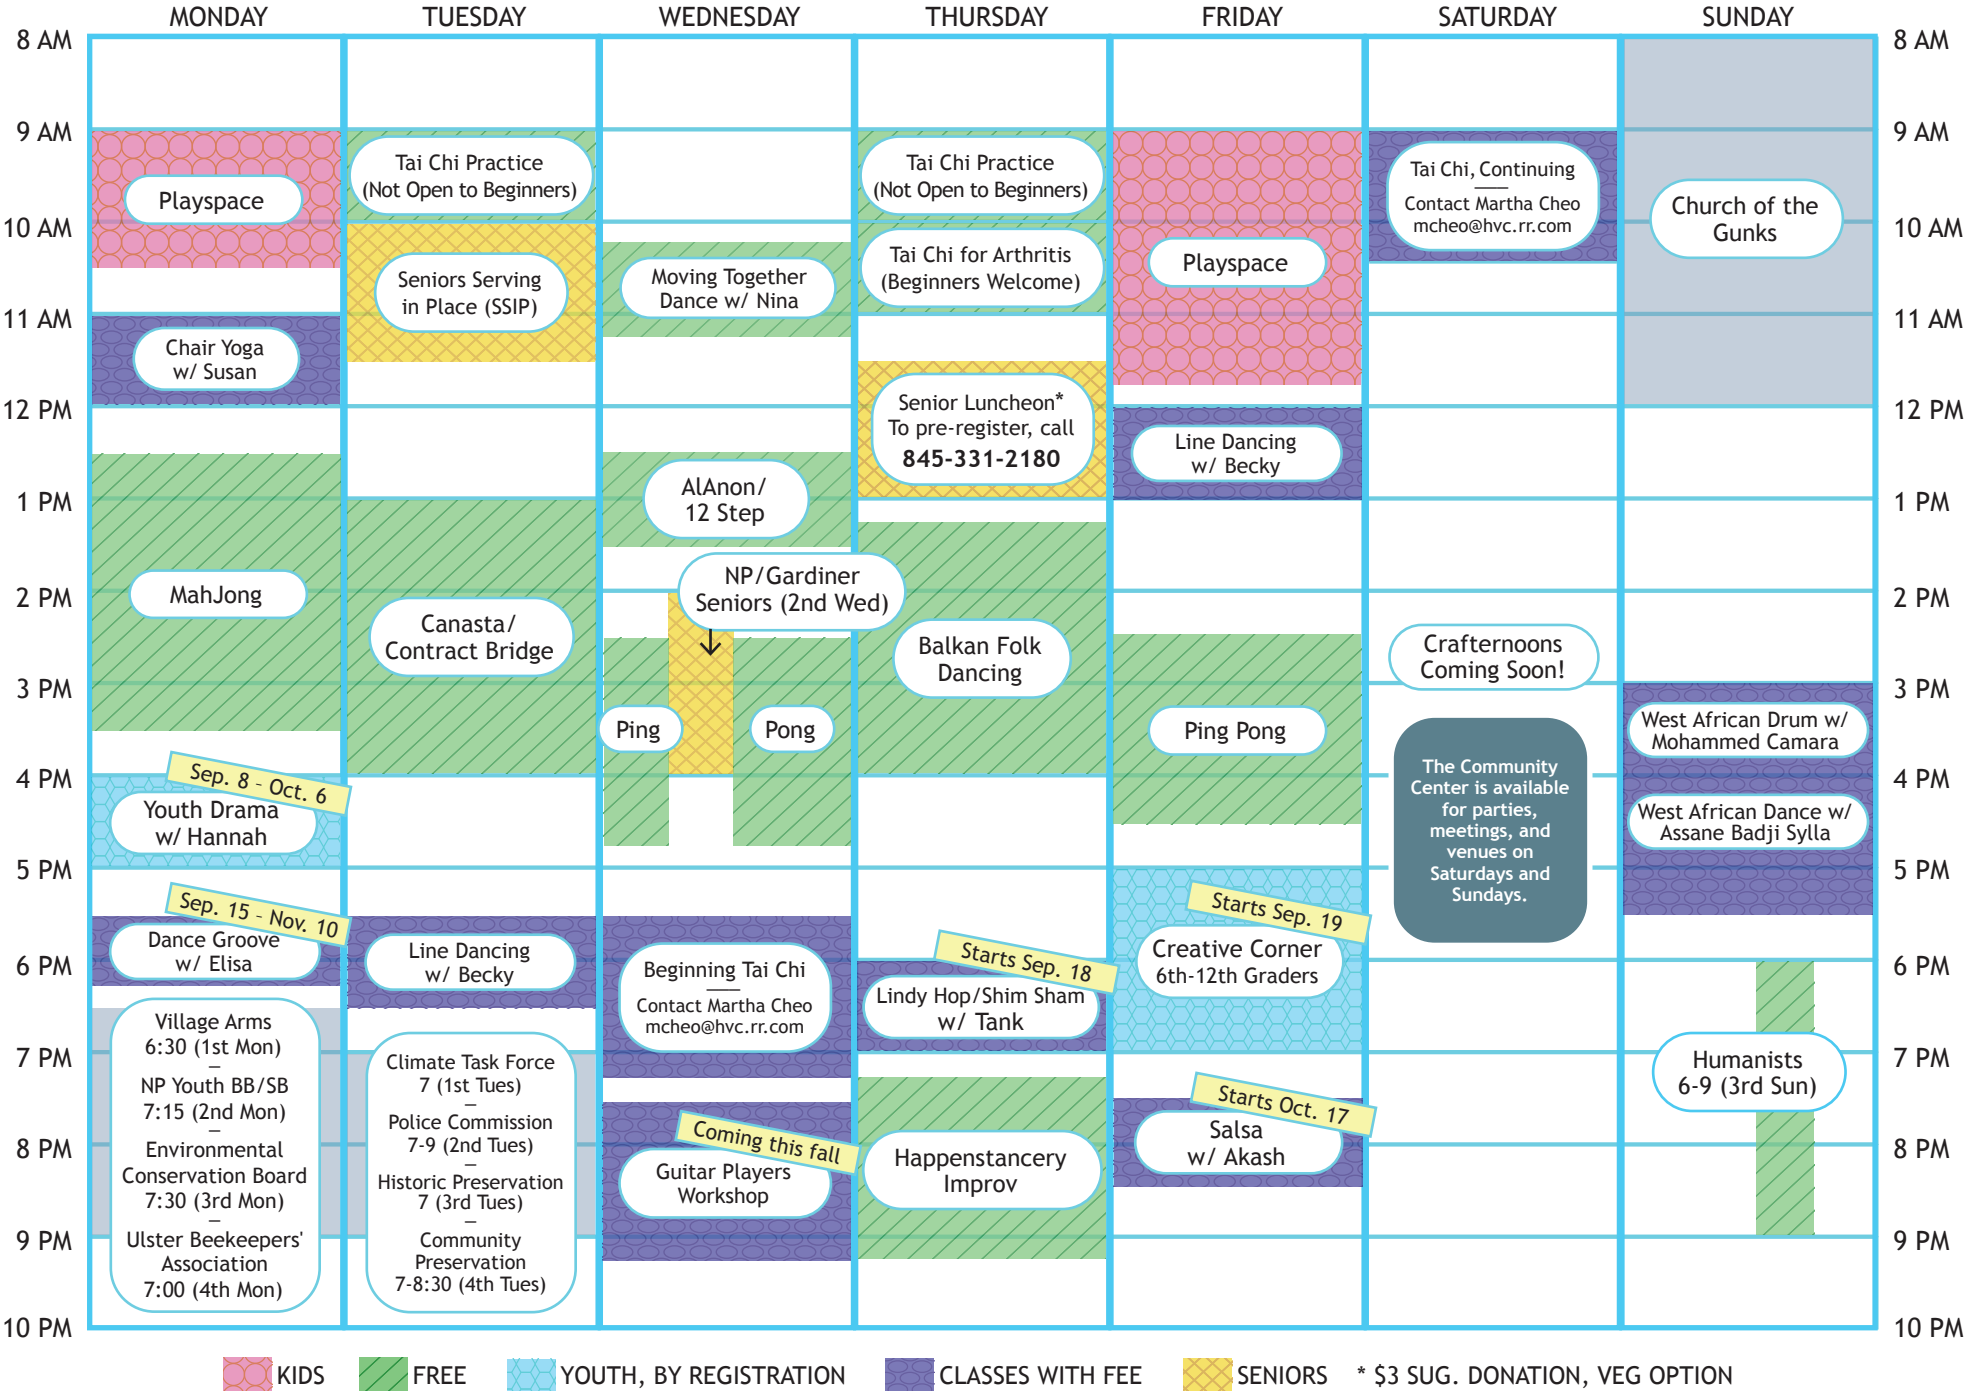 MONDAY
TUESDAY
WEDNESDAY
THURSDAY
FRIDAY
SATURDAY
SUNDAY
8 AM
9 AM
10 AM
11 AM
12 PM
1 PM
2 PM
3 PM
4 PM
5 PM
6 PM
7 PM
8 PM
9 PM
10 PM
Playspace
Chair Yoga
w/ Susan
MahJong
Sep. 8 - Oct. 6
Youth Drama
w/ Hannah
Sep. 15 - Nov. 10
Dance Groove
w/ Elisa
Village Arms
6:30 (1st Mon)
–
NP Youth BB/SB
7:15 (2nd Mon)
–
Environmental
Conservation Board
7:30 (3rd Mon)
–
Ulster Beekeepers'
Association
7:00 (4th Mon)
Tai Chi Practice
(Not Open to Beginners)
Seniors Serving
in Place (SSIP)
Canasta/
Contract Bridge
Line Dancing
w/ Becky
Climate Task Force
7 (1st Tues)
–
Police Commission
7-9 (2nd Tues)
–
Historic Preservation
7 (3rd Tues)
–
Community
Preservation
7-8:30 (4th Tues)
Moving Together
Dance w/ Nina
AlAnon/
12 Step
NP/Gardiner
Seniors (2nd Wed)
Ping
Pong
Beginning Tai Chi
Contact Martha Cheo
mcheo@hvc.rr.com
Coming this fall
Guitar Players
Workshop
Tai Chi Practice
(Not Open to Beginners)
Tai Chi for Arthritis
(Beginners Welcome)
Senior Luncheon*
To pre-register, call
845-331-2180
Balkan Folk
Dancing
Starts Sep. 18
Lindy Hop/Shim Sham
w/ Tank
Happenstancery
Improv
Playspace
Line Dancing
w/ Becky
Ping Pong
Starts Sep. 19
Creative Corner
6th-12th Graders
Starts Oct. 17
Salsa
w/ Akash
Tai Chi, Continuing
Contact Martha Cheo
mcheo@hvc.rr.com
Crafternoons
Coming Soon!
The Community
Center is available
for parties,
meetings, and
venues on
Saturdays and
Sundays.
Church of the
Gunks
West African Drum w/
Mohammed Camara
West African Dance w/
Assane Badji Sylla
Humanists
6-9 (3rd Sun)
8 AM
9 AM
10 AM
11 AM
12 PM
1 PM
2 PM
3 PM
4 PM
5 PM
6 PM
7 PM
8 PM
9 PM
10 PM
KIDS
FREE
YOUTH, BY REGISTRATION
CLASSES WITH FEE
SENIORS
* $3 SUG. DONATION, VEG OPTION